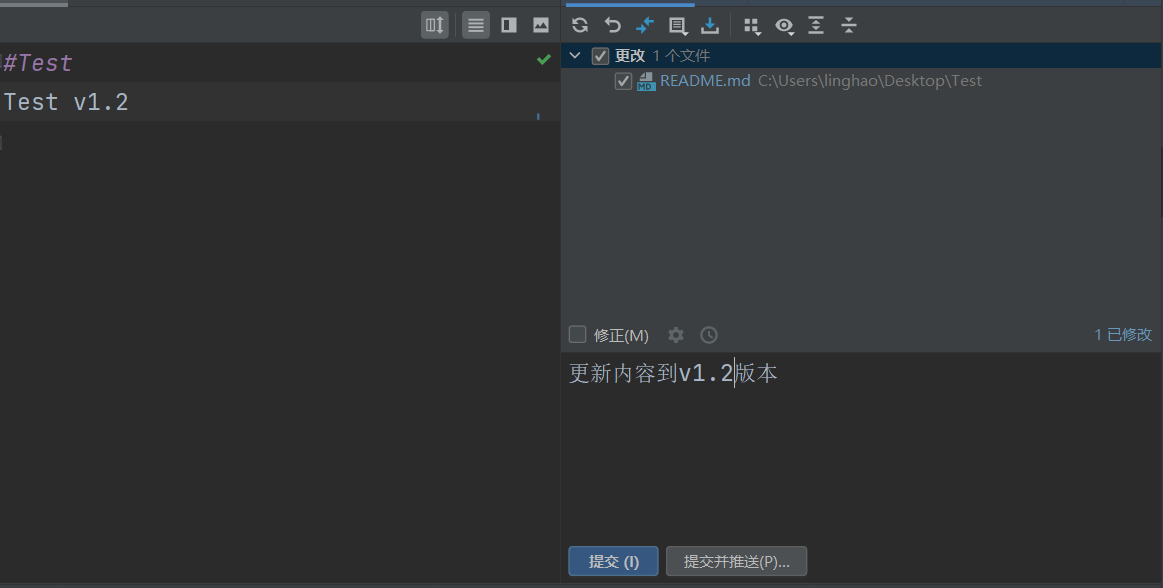 #Test
Test v1.2
更改 1 个文件
README.md C:\Users\linghao\Desktop\Test
修正(M)
1 已修改
更新内容到v1.2版本
提交 (I)
提交并推送(P)...